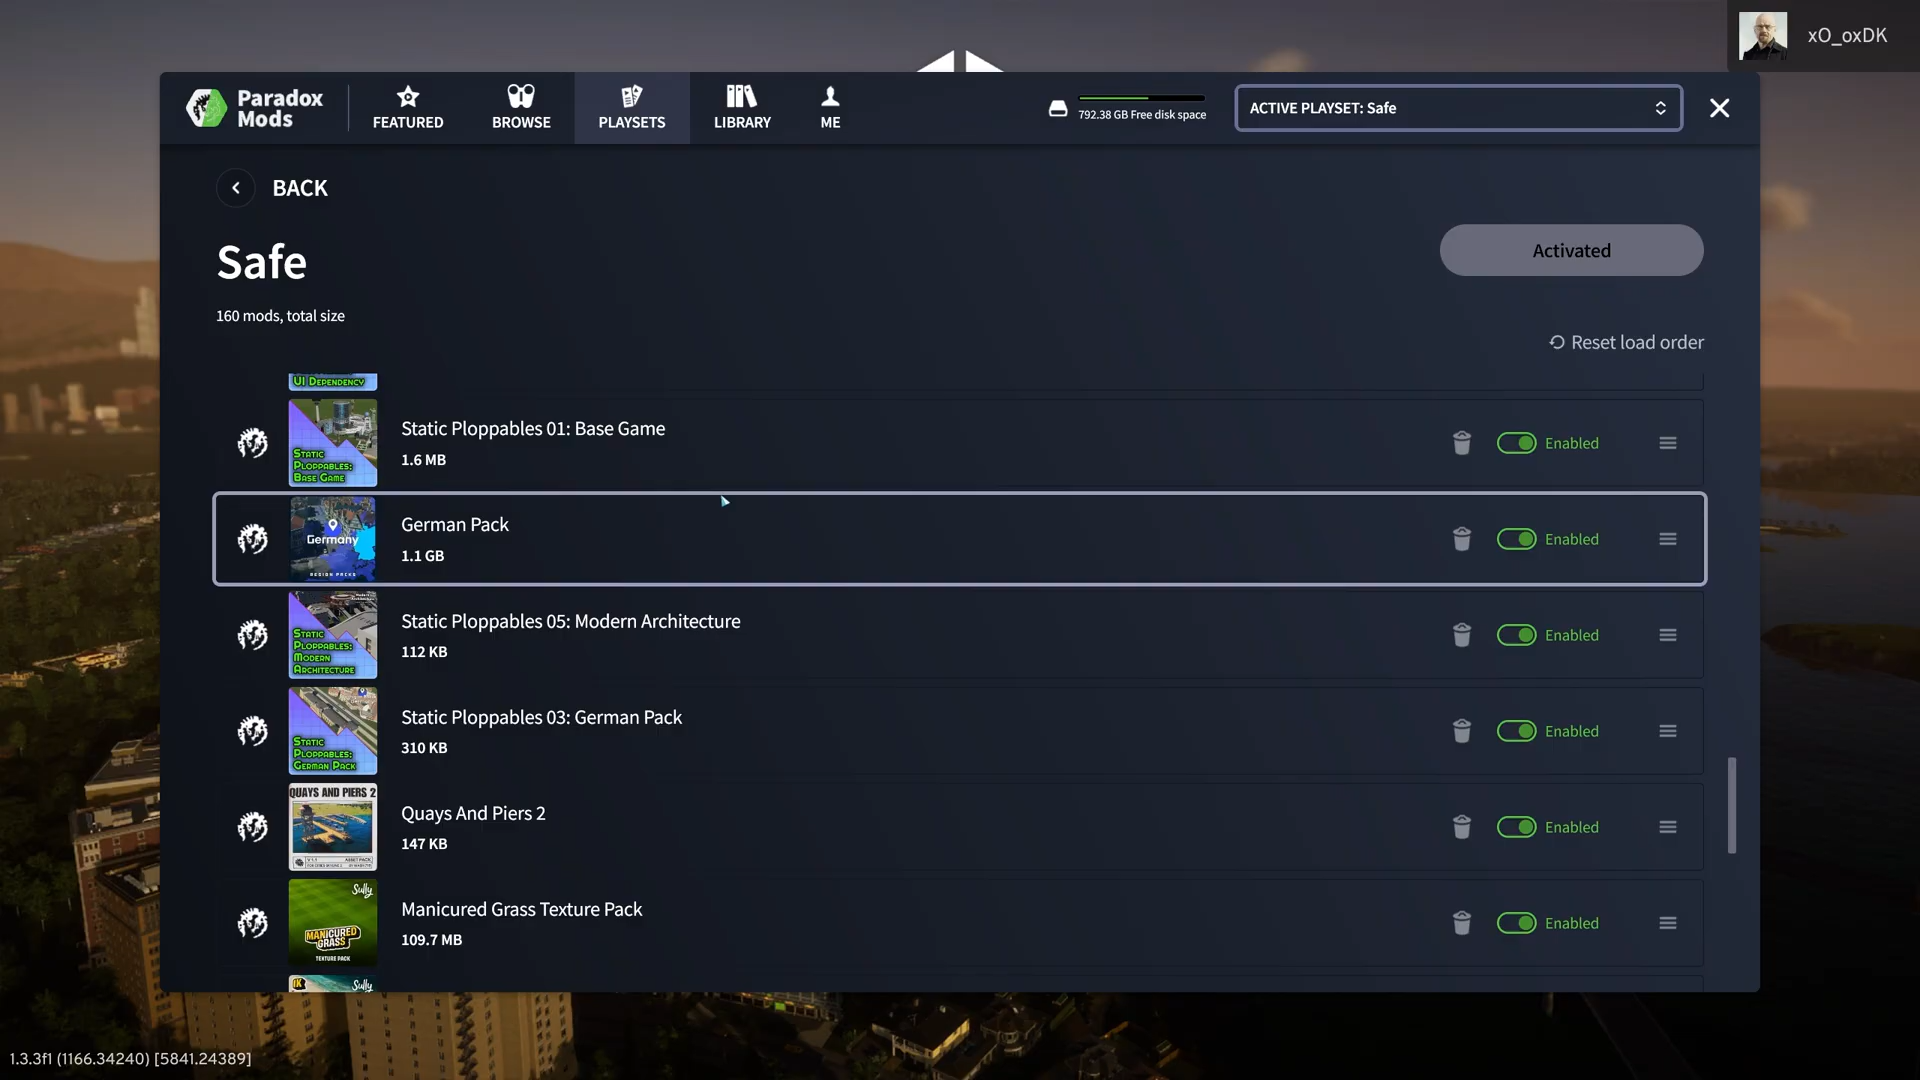 xO_oxDK
Paradox
Mods
FEATURED
BROWSE
PLAYSETS
LIBRARY
ME
792.38 GB Free disk space
ACTIVE PLAYSET: Safe
BACK
Safe
Activated
160 mods, total size
Reset load order
UI DEPENDENCY
STATIC
PLOPPABLES:
BASE GAME
Static Ploppables 01: Base Game
1.6 MB
Enabled
Germany
REGION PACKS
German Pack
1.1 GB
Enabled
STATIC
PLOPPABLES:
MODERN
ARCHITECTURE
Static Ploppables 05: Modern Architecture
112 KB
Enabled
STATIC
PLOPPABLES:
GERMAN PACK
Static Ploppables 03: German Pack
310 KB
Enabled
QUAYS AND PIERS 2
Quays And Piers 2
147 KB
Enabled
Sully
MANICURED
GRASS
TEXTURE PACK
Manicured Grass Texture Pack
109.7 MB
Enabled
Sully
1.3.3f1 (1166.34240) [5841.24389]